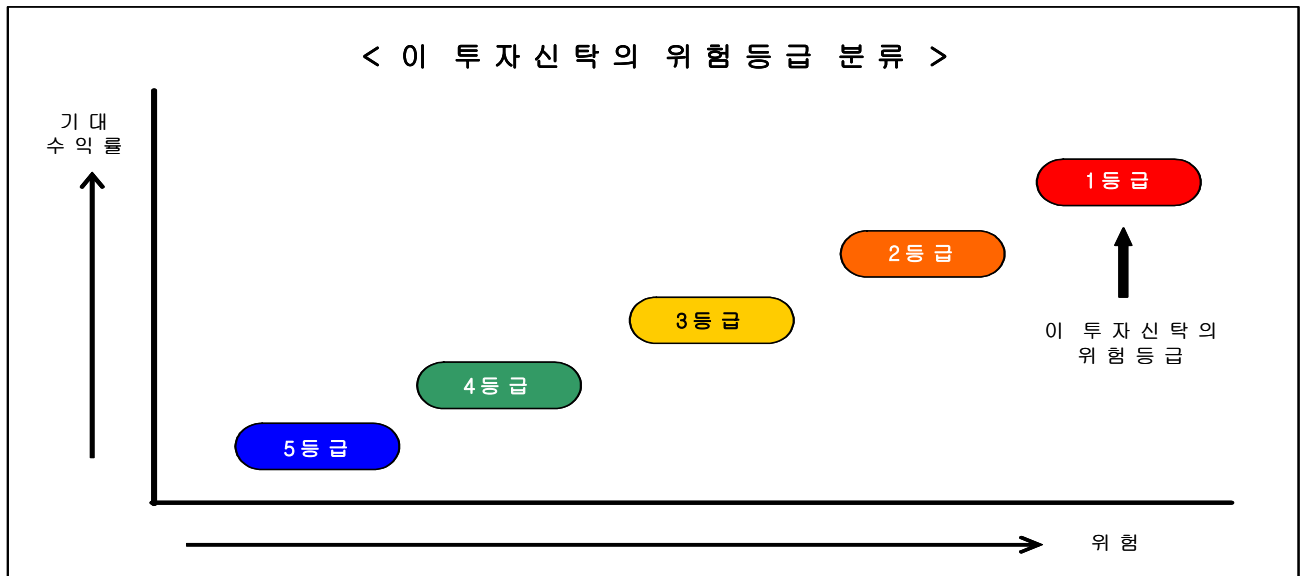 < 이 투자신탁의 위험등급 분류 >
기대
수익률
1등급
2등급
3등급
이 투자신탁의
위험등급
4등급
5등급
위험